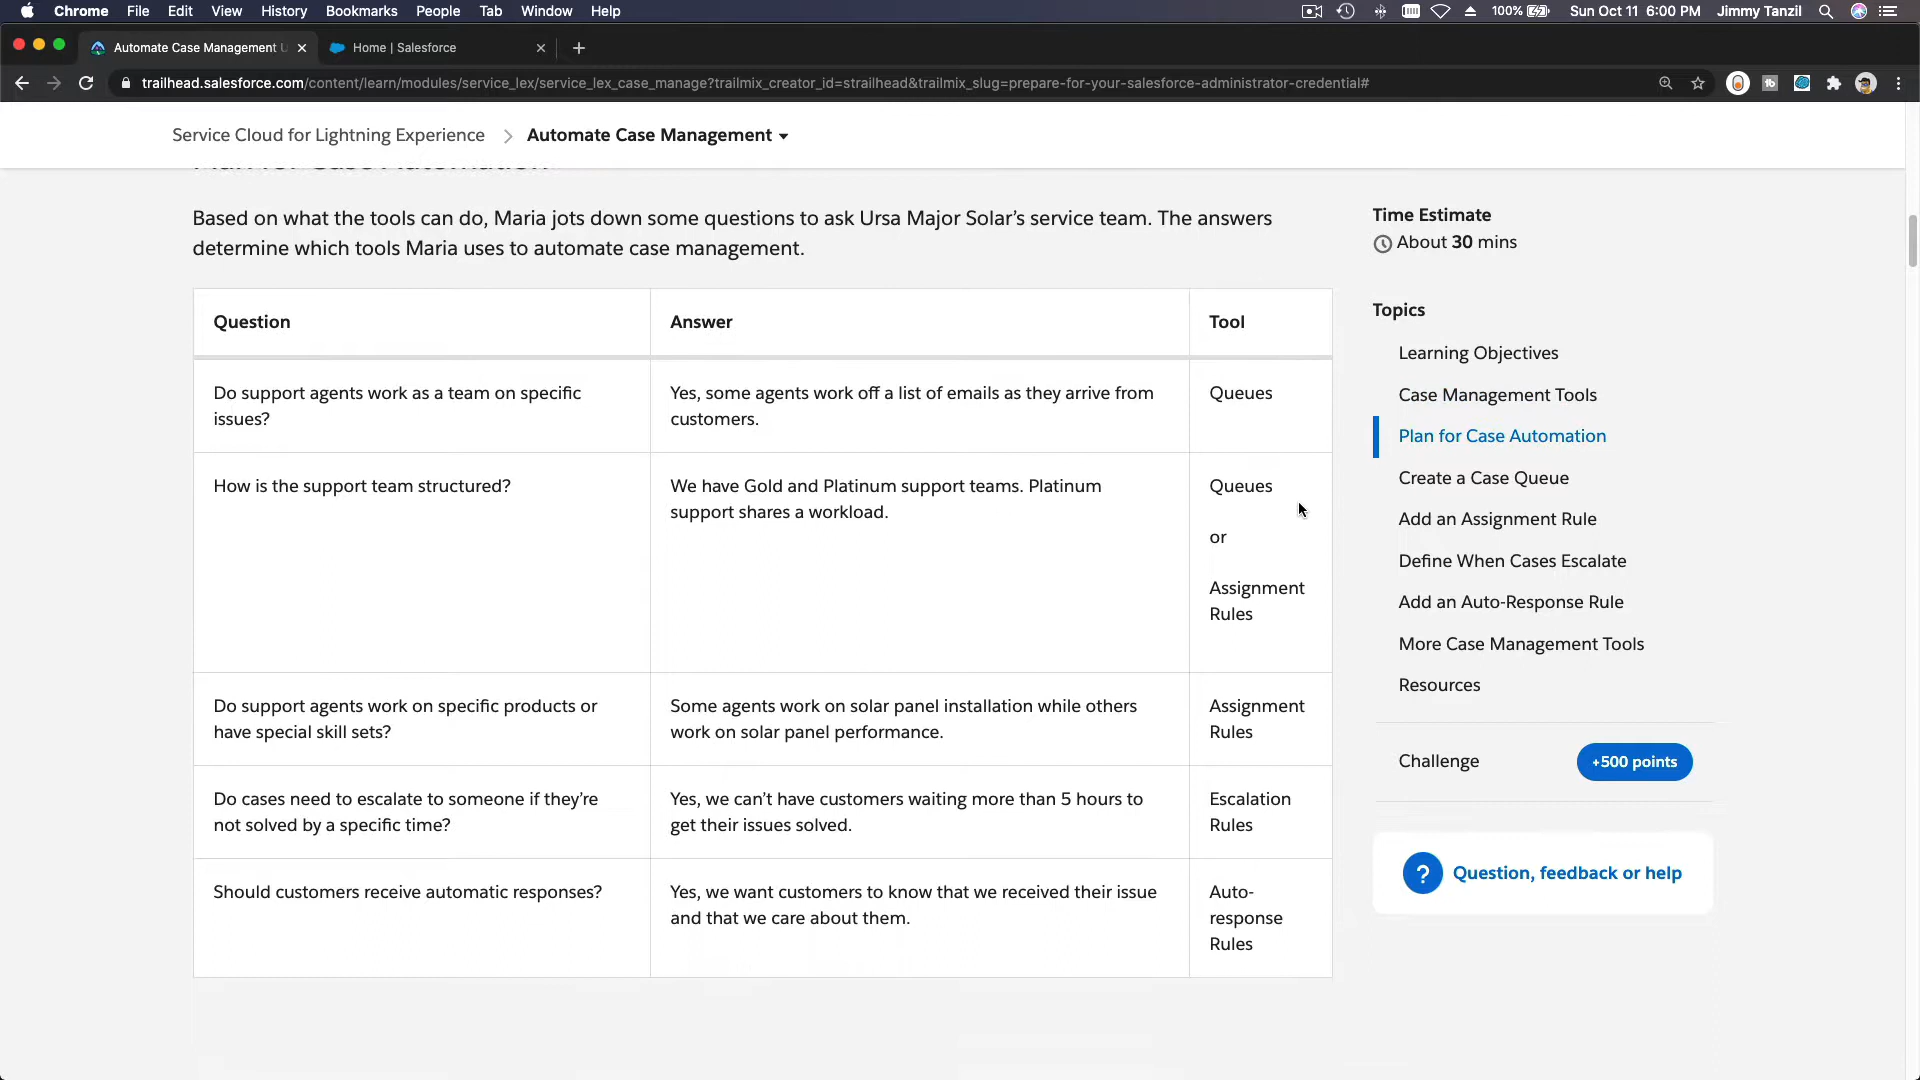 Chrome File Edit View History Bookmarks People Tab Window Help 100% Sun Oct 11 6:00 PM Jimmy Tanzil
Automate Case Management U Home | Salesforce
trailhead.salesforce.com/content/learn/modules/service_lex/service_lex_case_manage?trailmix_creator_id=strailhead&trailmix_slug=prepare-for-your-salesforce-administrator-credential#
Service Cloud for Lightning Experience > Automate Case Management
Based on what the tools can do, Maria jots down some questions to ask Ursa Major Solar’s service team. The answers
determine which tools Maria uses to automate case management.
Question Answer Tool
Do support agents work as a team on specific
issues?
Yes, some agents work off a list of emails as they arrive from
customers.
Queues
How is the support team structured?
We have Gold and Platinum support teams. Platinum
support shares a workload.
Queues
or
Assignment
Rules
Do support agents work on specific products or
have special skill sets?
Some agents work on solar panel installation while others
work on solar panel performance.
Assignment
Rules
Do cases need to escalate to someone if they’re
not solved by a specific time?
Yes, we can’t have customers waiting more than 5 hours to
get their issues solved.
Escalation
Rules
Should customers receive automatic responses?
Yes, we want customers to know that we received their issue
and that we care about them.
Auto-
response
Rules
Time Estimate
About 30 mins
Topics
Learning Objectives
Case Management Tools
Plan for Case Automation
Create a Case Queue
Add an Assignment Rule
Define When Cases Escalate
Add an Auto-Response Rule
More Case Management Tools
Resources
Challenge +500 points
? Question, feedback or help